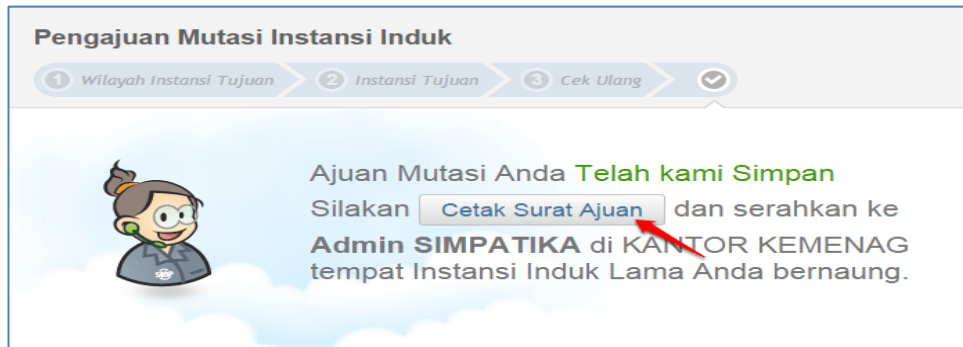 Pengajuan Mutasi Instansi Induk
1 Wilayah Instansi Tujuan 2 Instansi Tujuan 3 Cek Ulang
Ajuan Mutasi Anda Telah kami Simpan
Silakan Cetak Surat Ajuan dan serahkan ke
Admin SIMPATIKA di KANTOR KEMENAG
tempat Instansi Induk Lama Anda bernaung.